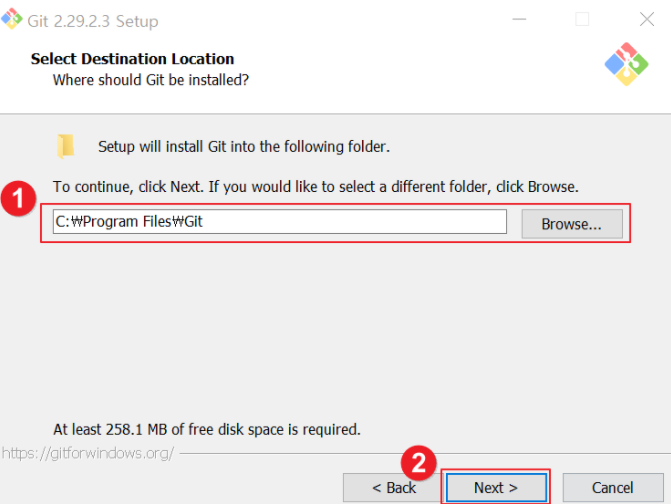 Git 2.29.2.3 Setup
Select Destination Location
Where should Git be installed?
Setup will install Git into the following folder.
To continue, click Next. If you would like to select a different folder, click Browse.
1
C:₩Program Files₩Git
Browse...
At least 258.1 MB of free disk space is required.
https://gitforwindows.org/
2
< Back
Next >
Cancel